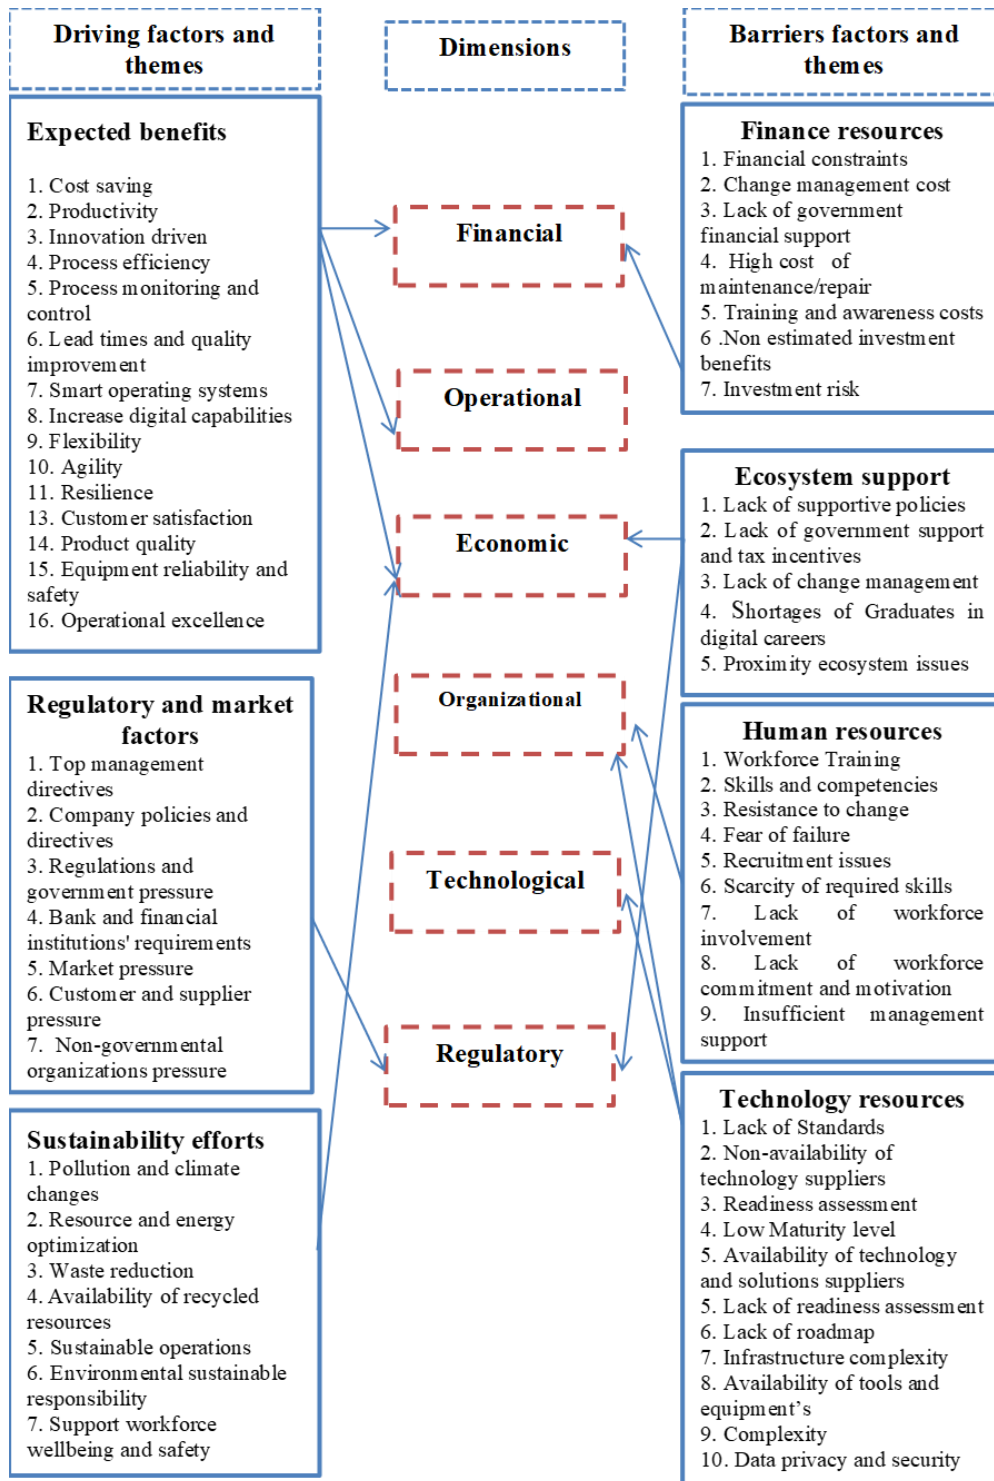 Driving factors and
themes
Expected benefits
1. Cost saving
2. Productivity
3. Innovation driven
4. Process efficiency
5. Process monitoring and
control
6. Lead times and quality
improvement
7. Smart operating systems
8. Increase digital capabilities
9. Flexibility
10. Agility
11. Resilience
13. Customer satisfaction
14. Product quality
15. Equipment reliability and
safety
16. Operational excellence
Regulatory and market
factors
1. Top management
directives
2. Company policies and
directives
3. Regulations and
government pressure
4. Bank and financial
institutions' requirements
5. Market pressure
6. Customer and supplier
pressure
7. Non-governmental
organizations pressure
Sustainability efforts
1. Pollution and climate
changes
2. Resource and energy
optimization
3. Waste reduction
4. Availability of recycled
resources
5. Sustainable operations
6. Environmental sustainable
responsibility
7. Support workforce
wellbeing and safety
Dimensions
Financial
Operational
Economic
Organizational
Technological
Regulatory
Barriers factors and
themes
Finance resources
1. Financial constraints
2. Change management cost
3. Lack of government
financial support
4. High cost of
maintenance/repair
5. Training and awareness costs
6 .Non estimated investment
benefits
7. Investment risk
Ecosystem support
1. Lack of supportive policies
2. Lack of government support
and tax incentives
3. Lack of change management
4. Shortages of Graduates in
digital careers
5. Proximity ecosystem issues
Human resources
1. Workforce Training
2. Skills and competencies
3. Resistance to change
4. Fear of failure
5. Recruitment issues
6. Scarcity of required skills
7. Lack of workforce
involvement
8. Lack of workforce
commitment and motivation
9. Insufficient management
support
Technology resources
1. Lack of Standards
2. Non-availability of
technology suppliers
3. Readiness assessment
4. Low Maturity level
5. Availability of technology
and solutions suppliers
5. Lack of readiness assessment
6. Lack of roadmap
7. Infrastructure complexity
8. Availability of tools and
equipment’s
9. Complexity
10. Data privacy and security